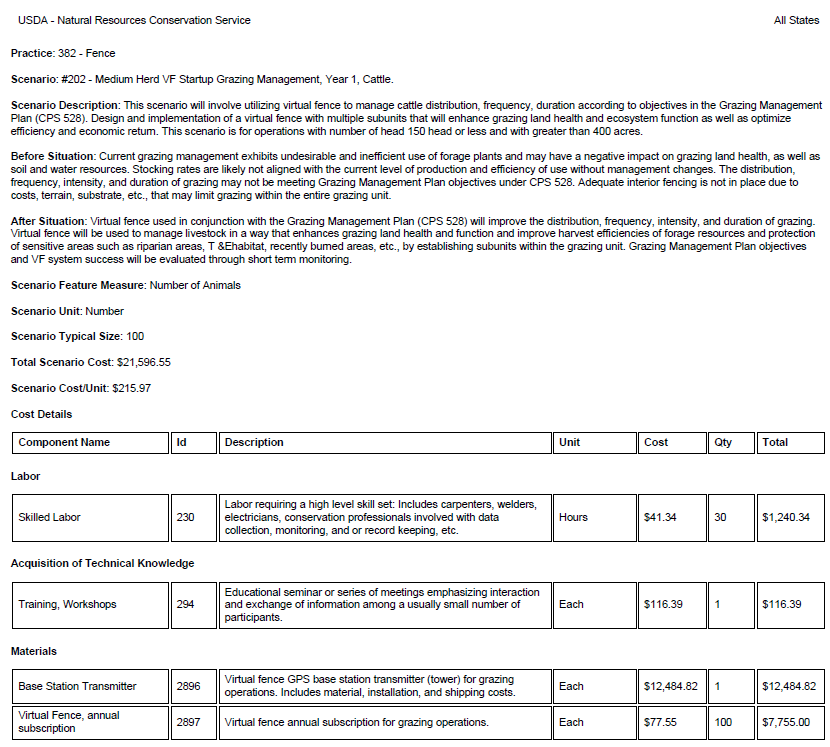 USDA - Natural Resources Conservation Service All States
Practice: 382 - Fence
Scenario: #202 - Medium Herd VF Startup Grazing Management, Year 1, Cattle.
Scenario Description: This scenario will involve utilizing virtual fence to manage cattle distribution, frequency, duration according to objectives in the Grazing Management
Plan (CPS 528). Design and implementation of a virtual fence with multiple subunits that will enhance grazing land health and ecosystem function as well as optimize
efficiency and economic return. This scenario is for operations with number of head 150 head or less and with greater than 400 acres.
Before Situation: Current grazing management exhibits undesirable and inefficient use of forage plants and may have a negative impact on grazing land health, as well as
soil and water resources. Stocking rates are likely not aligned with the current level of production and efficiency of use without management changes. The distribution,
frequency, intensity, and duration of grazing may not be meeting Grazing Management Plan objectives under CPS 528. Adequate interior fencing is not in place due to
costs, terrain, substrate, etc., that may limit grazing within the entire grazing unit.
After Situation: Virtual fence used in conjunction with the Grazing Management Plan (CPS 528) will improve the distribution, frequency, intensity, and duration of grazing.
Virtual fence will be used to manage livestock in a way that enhances grazing land health and function and improve harvest efficiencies of forage resources and protection
of sensitive areas such as riparian areas, T &Ehabitat, recently burned areas, etc., by establishing subunits within the grazing unit. Grazing Management Plan objectives
and VF system success will be evaluated through short term monitoring.
Scenario Feature Measure: Number of Animals
Scenario Unit: Number
Scenario Typical Size: 100
Total Scenario Cost: $21,596.55
Scenario Cost/Unit: $215.97
Cost Details
Component Name Id Description Unit Cost Qty Total
Labor
Skilled Labor 230 Labor requiring a high level skill set: Includes carpenters, welders,
electricians, conservation professionals involved with data
collection, monitoring, and or record keeping, etc. Hours $41.34 30 $1,240.34
Acquisition of Technical Knowledge
Training, Workshops 294 Educational seminar or series of meetings emphasizing interaction
and exchange of information among a usually small number of
participants. Each $116.39 1 $116.39
Materials
Base Station Transmitter 2896 Virtual fence GPS base station transmitter (tower) for grazing
operations. Includes material, installation, and shipping costs. Each $12,484.82 1 $12,484.82
Virtual Fence, annual
subscription 2897 Virtual fence annual subscription for grazing operations. Each $77.55 100 $7,755.00